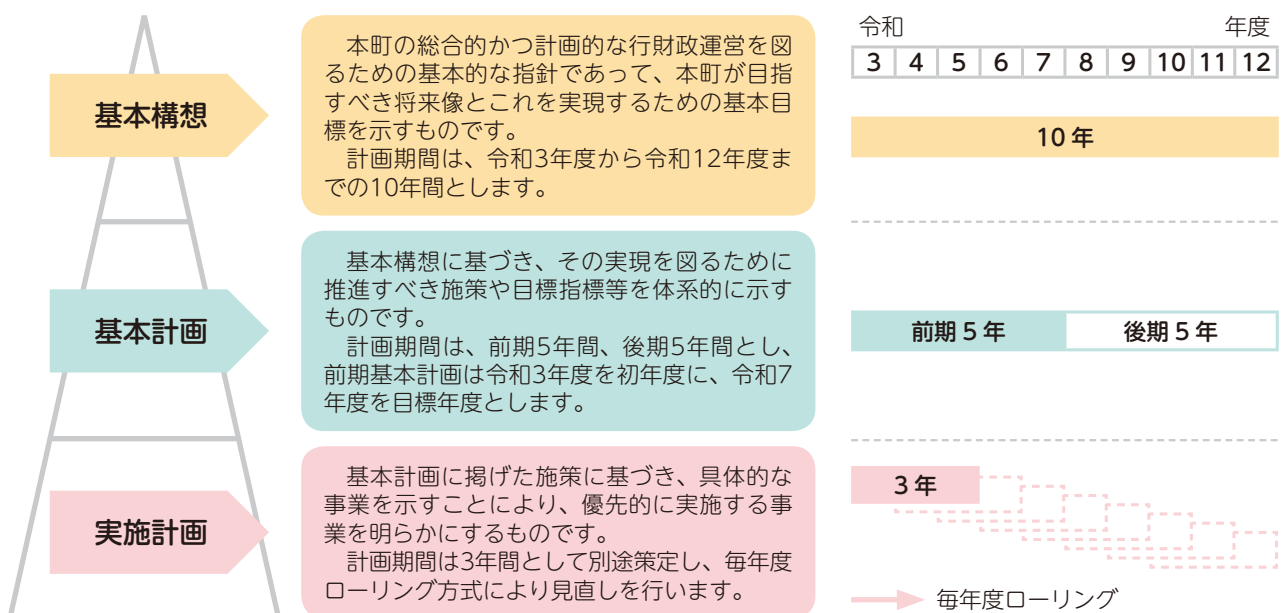 基本構想
本町の総合的かつ計画的な行財政運営を図
るための基本的な指針であって、本町が目指
すべき将来像とこれを実現するための基本目
標を示すものです。
計画期間は、令和3年度から令和12年度ま
での10年間とします。
令和 年度
3 4 5 6 7 8 9 10 11 12
10年
基本計画
基本構想に基づき、その実現を図るために
推進すべき施策や目標指標等を体系的に示す
ものです。
計画期間は、前期5年間、後期5年間とし、
前期基本計画は令和3年度を初年度に、令和7
年度を目標年度とします。
前期5年 後期5年
実施計画
基本計画に掲げた施策に基づき、具体的な
事業を示すことにより、優先的に実施する事
業を明らかにするものです。
計画期間は3年間として別途策定し、毎年度
ローリング方式により見直しを行います。
3年
毎年度ローリング